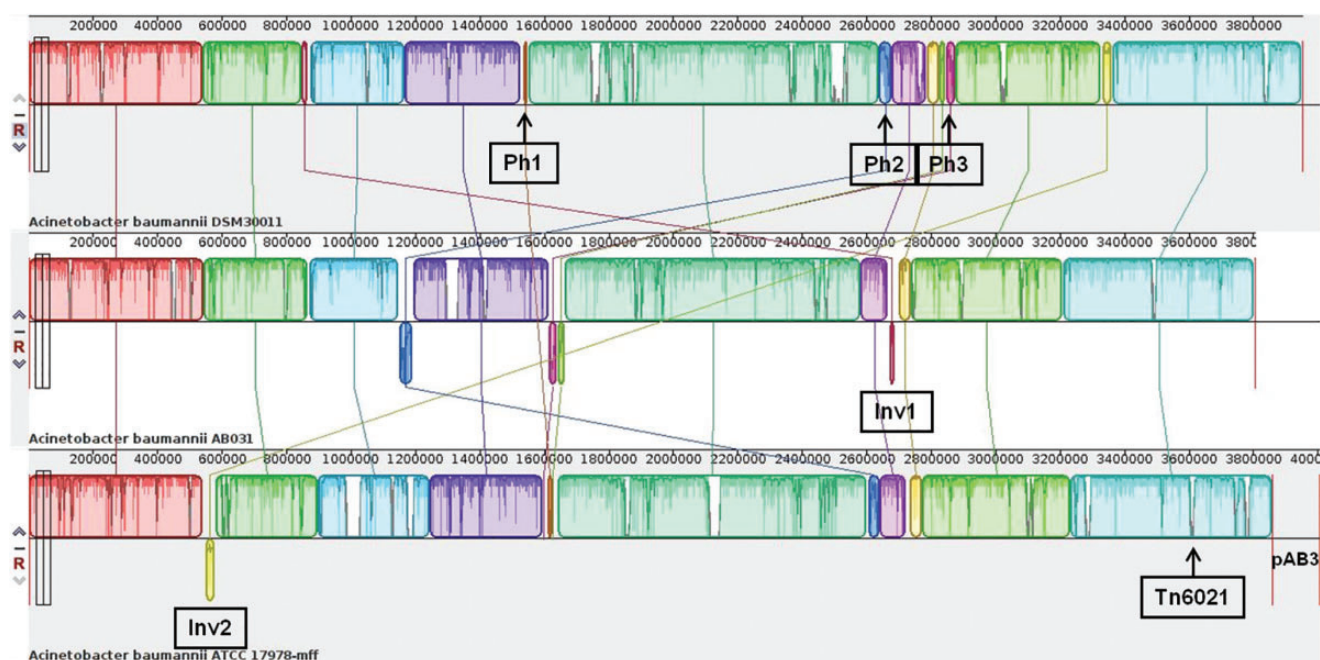 200000 400000 600000 800000 1000000 1200000 1400000 1600000 1800000 2000000 2200000 2400000 2600000 2800000 3000000 3200000 3400000 3600000 3800000
R
Ph1 Ph2 Ph3
Acinetobacter baumannii DSM30011
200000 400000 600000 800000 1000000 1200000 1400000 1600000 1800000 2000000 2200000 2400000 2600000 2800000 3000000 3200000 3400000 3600000 380
R
Inv1
Acinetobacter baumannii AB031
200000 400000 600000 800000 1000000 1200000 1400000 1600000 1800000 2000000 2200000 2400000 2600000 2800000 3000000 3200000 3400000 3600000 3800000 40000
R
pAB3
Tn6021
Inv2
Acinetobacter baumannii ATCC 17978-mff